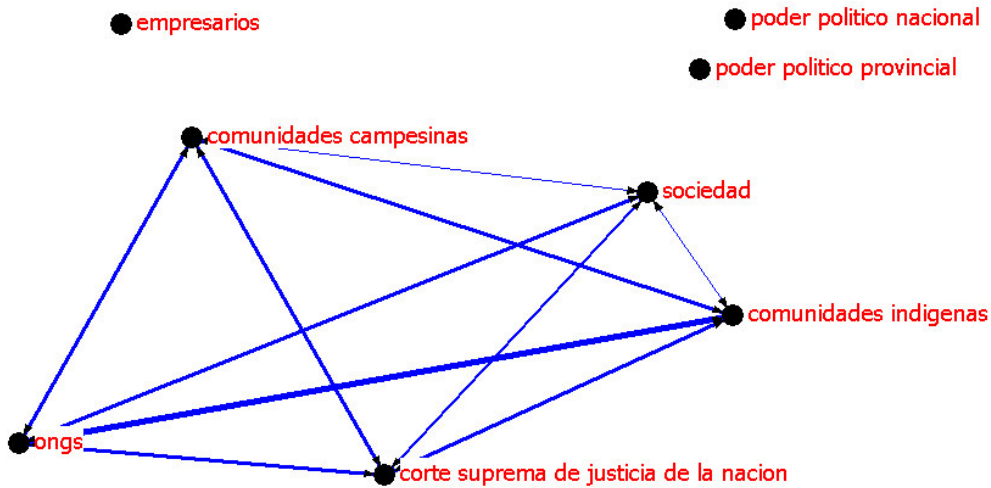 empresarios
poder politico nacional
poder politico provincial
comunidades campesinas
sociedad
comunidades indigenas
ongs
corte suprema de justicia de la nacion